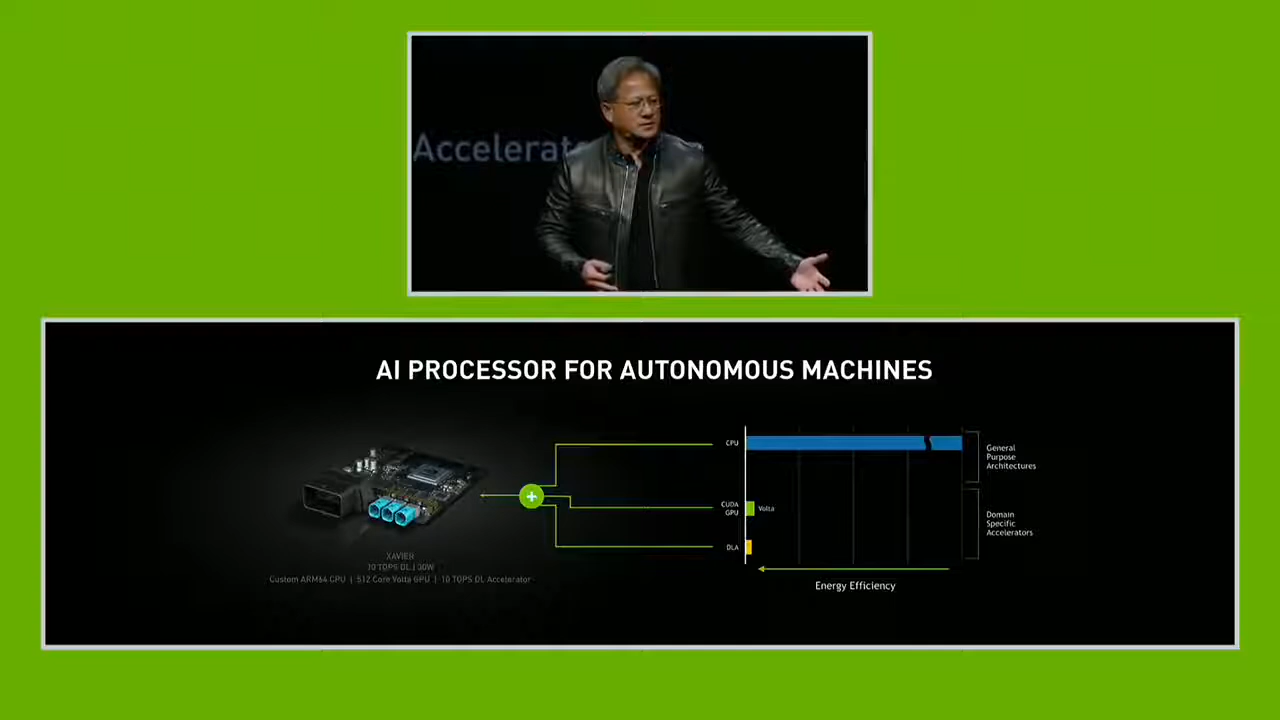 Accelerat
AI PROCESSOR FOR AUTONOMOUS MACHINES
CPU
General
Purpose
Architectures
CUDA
GPU
Volta
Domain
Specific
Accelerators
DLA
XAVIER
10 TOPS DL | 30W
Custom ARM64 CPU | 512 Core Volta GPU | 10 TOPS DL Accelerator
Energy Efficiency